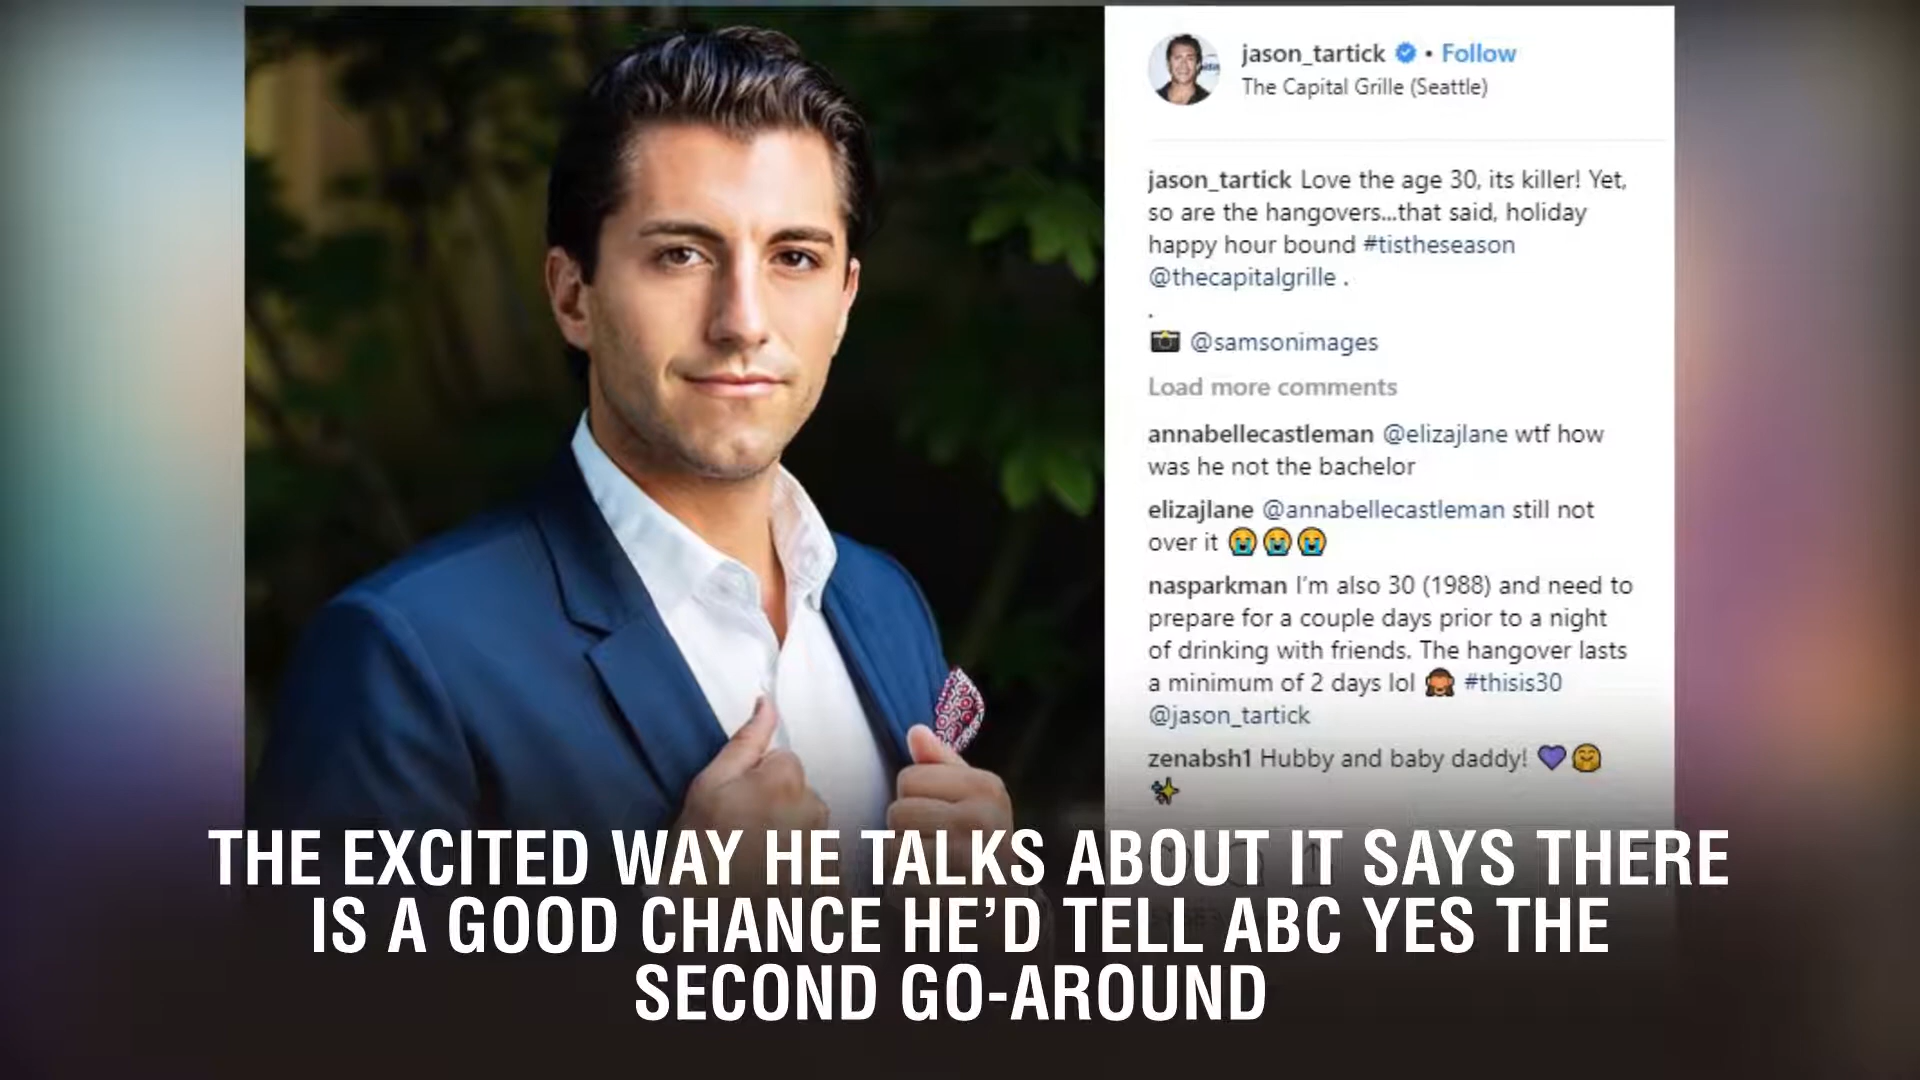 jason_tartick • Follow
The Capital Grille (Seattle)
jason_tartick Love the age 30, its killer! Yet,
so are the hangovers...that said, holiday
happy hour bound #tistheseason
@thecapitalgrille .
.
@samsonimages
Load more comments
annabellecastleman @elizajlane wtf how
was he not the bachelor
elizajlane @annabellecastleman still not
over it 😭😭😭
nasparkman I'm also 30 (1988) and need to
prepare for a couple days prior to a night
of drinking with friends. The hangover lasts
a minimum of 2 days lol 🙈 #thisis30
@jason_tartick
zenabsh1 Hubby and baby daddy! 💜🤗
✨
THE EXCITED WAY HE TALKS ABOUT IT SAYS THERE
IS A GOOD CHANCE HE’D TELL ABC YES THE
SECOND GO-AROUND